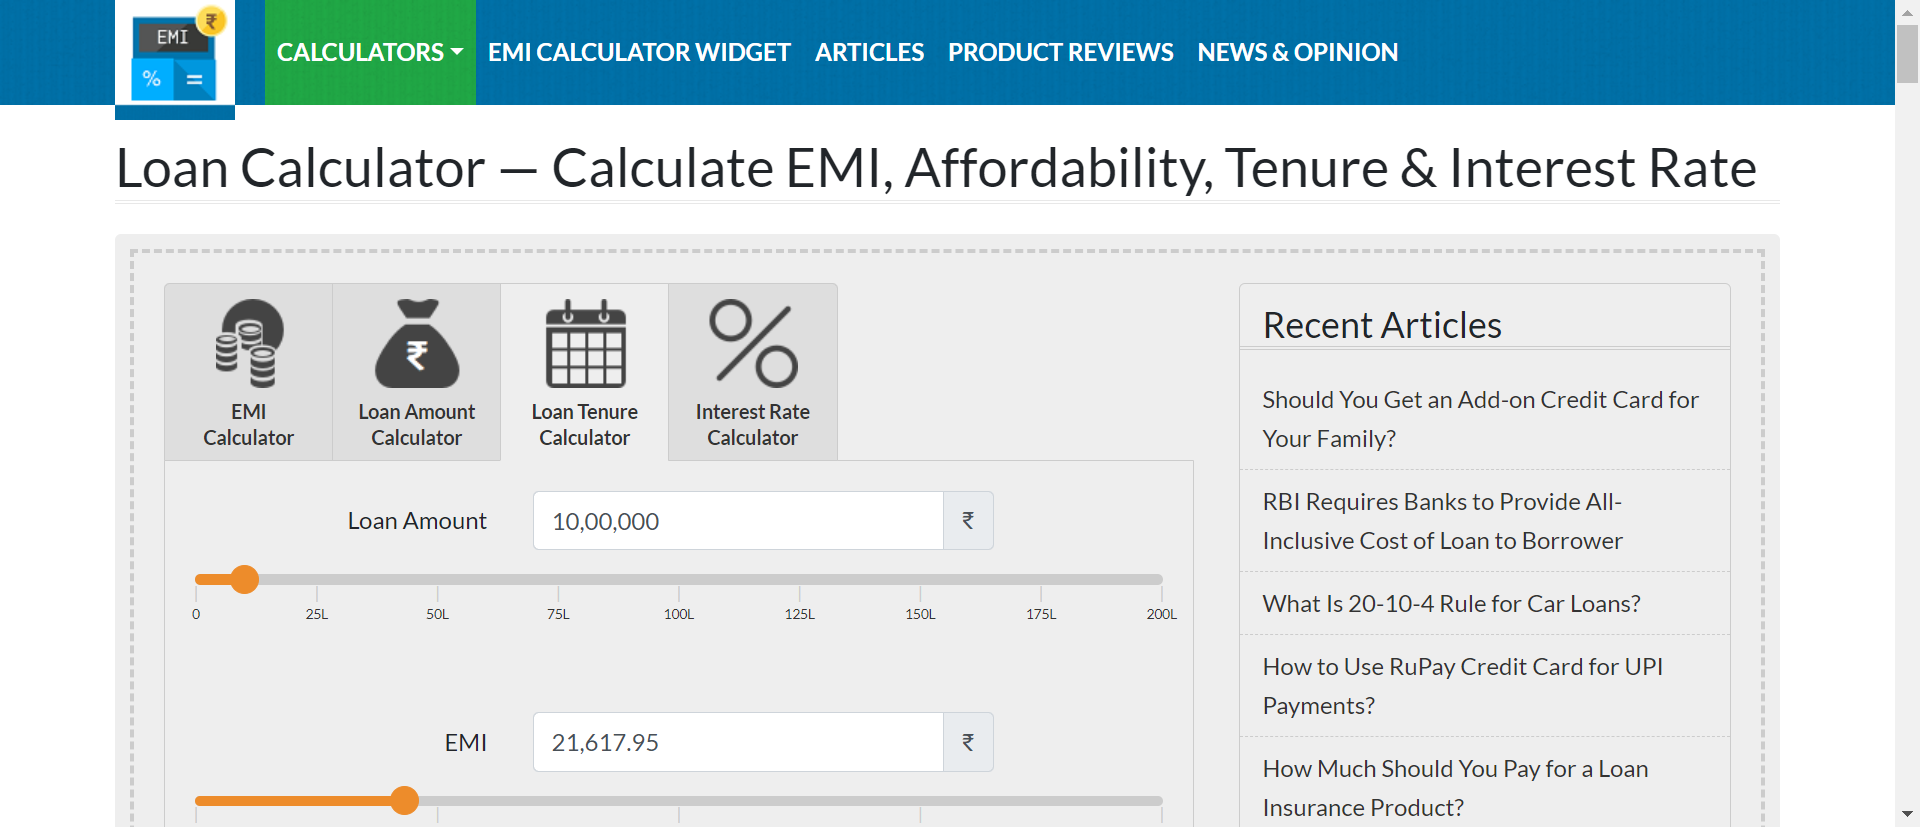 EMI
₹
%
=
CALCULATORS
EMI CALCULATOR WIDGET
ARTICLES
PRODUCT REVIEWS
NEWS & OPINION
Loan Calculator — Calculate EMI, Affordability, Tenure & Interest Rate
EMI
Calculator
₹
Loan Amount
Calculator
Loan Tenure
Calculator
Interest Rate
Calculator
Loan Amount
10,00,000
₹
0
25L
50L
75L
100L
125L
150L
175L
200L
EMI
21,617.95
₹
Recent Articles
Should You Get an Add-on Credit Card for
Your Family?
RBI Requires Banks to Provide All-
Inclusive Cost of Loan to Borrower
What Is 20-10-4 Rule for Car Loans?
How to Use RuPay Credit Card for UPI
Payments?
How Much Should You Pay for a Loan
Insurance Product?